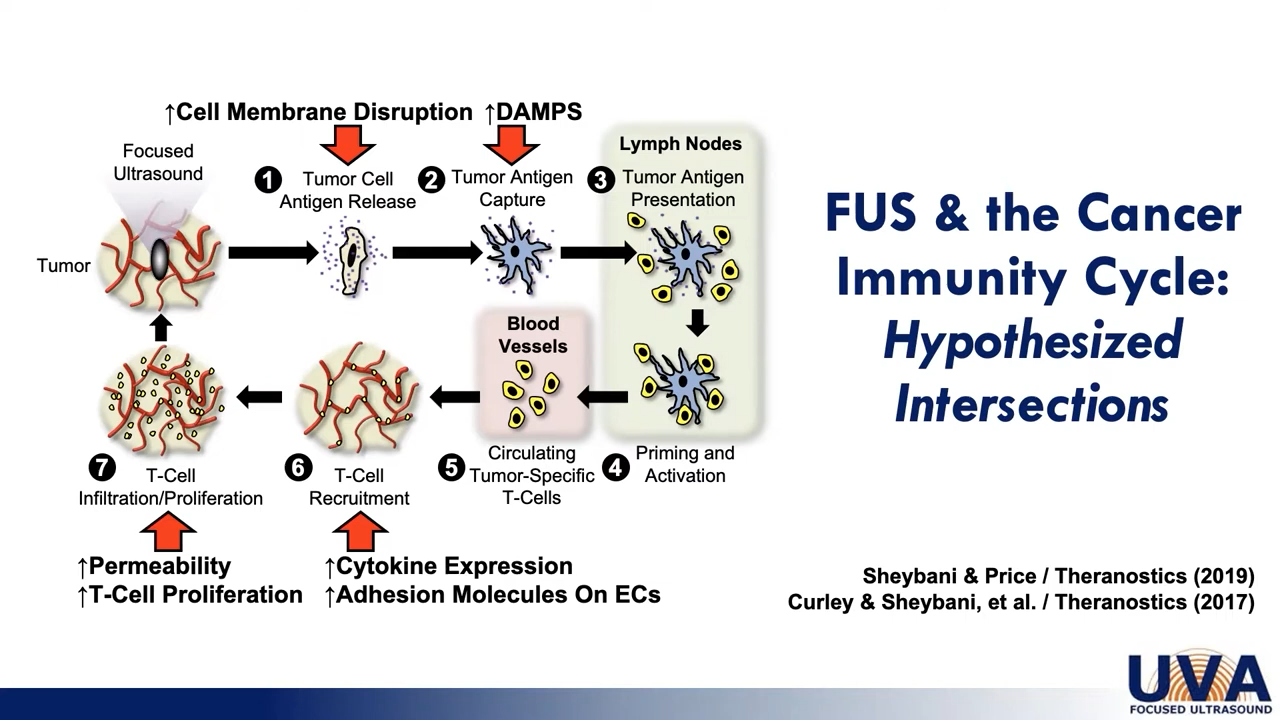 ↑Cell Membrane Disruption ↑DAMPS
Focused
Ultrasound
Tumor
1 Tumor Cell
Antigen Release
2 Tumor Antigen
Capture
Lymph Nodes
3 Tumor Antigen
Presentation
Blood
Vessels
4 Priming and
Activation
5 Circulating
Tumor-Specific
T-Cells
6 T-Cell
Recruitment
7 T-Cell
Infiltration/Proliferation
↑Permeability
↑T-Cell Proliferation
↑Cytokine Expression
↑Adhesion Molecules On ECs
FUS & the Cancer
Immunity Cycle:
Hypothesized
Intersections
Sheybani & Price / Theranostics (2019)
Curley & Sheybani, et al. / Theranostics (2017)
UVA
FOCUSED ULTRASOUND